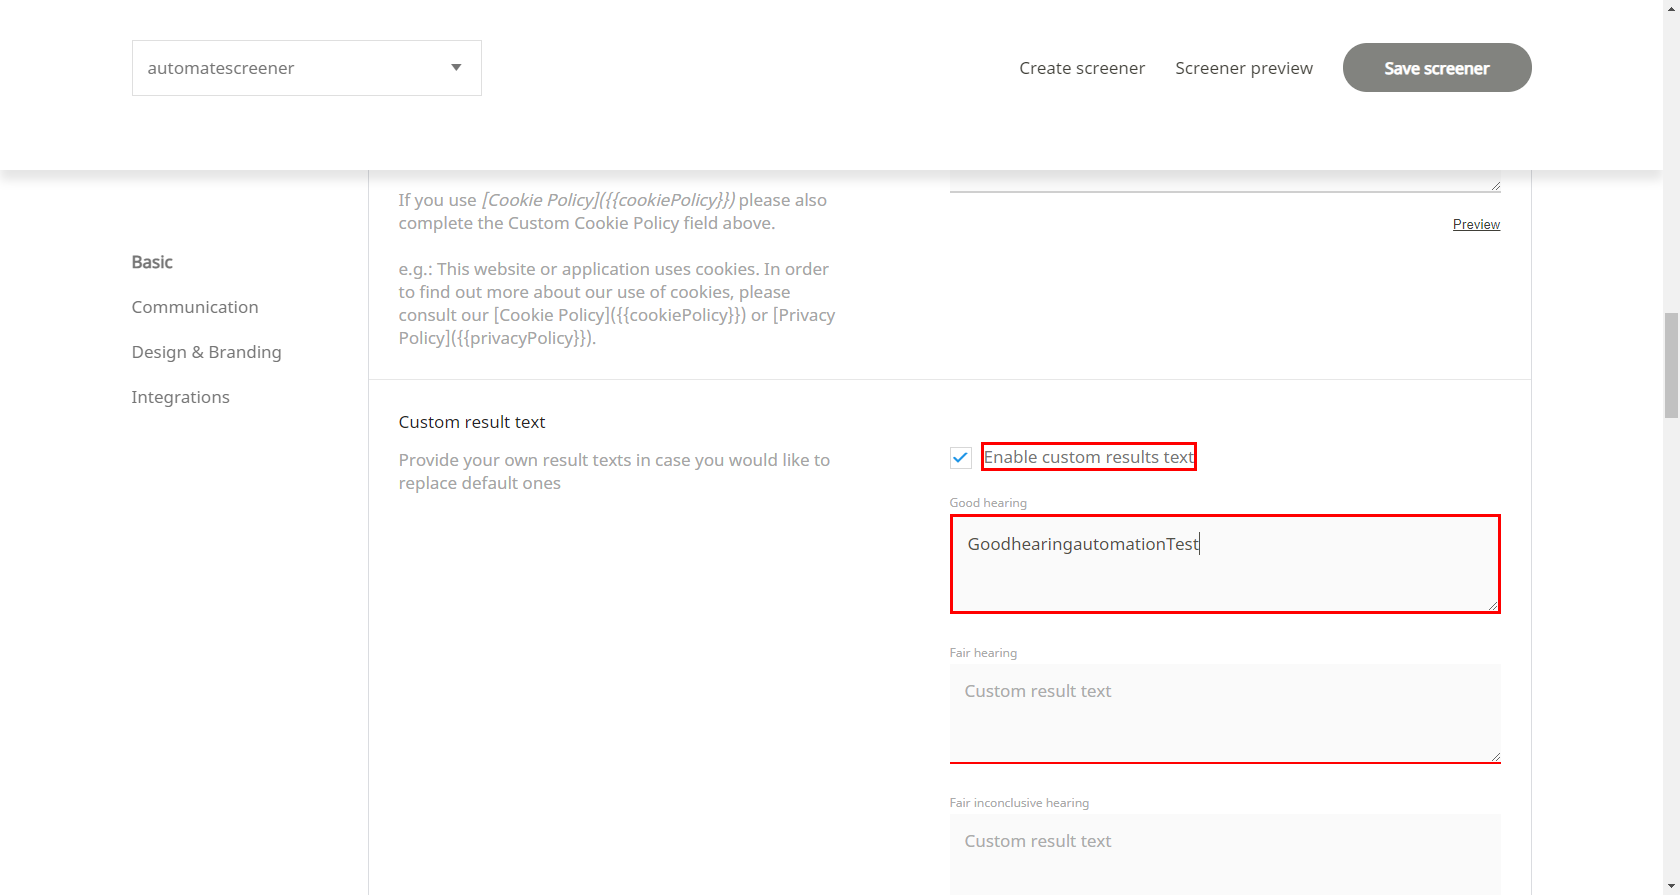 automatescreener
Create screener
Screener preview
Save screener
Basic
Communication
Design & Branding
Integrations
If you use [Cookie Policy]({{cookiePolicy}}) please also
complete the Custom Cookie Policy field above.
e.g.: This website or application uses cookies. In order
to find out more about our use of cookies, please
consult our [Cookie Policy]({{cookiePolicy}}) or [Privacy
Policy]({{privacyPolicy}}).
Preview
Custom result text
Provide your own result texts in case you would like to
replace default ones
Enable custom results text
Good hearing
GoodhearingautomationTest
Fair hearing
Custom result text
Fair inconclusive hearing
Custom result text